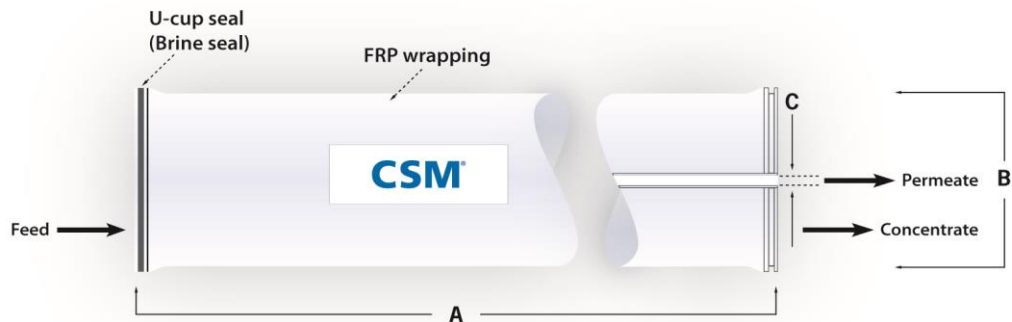 U-cup seal
(Brine seal)
FRP wrapping
C
CSM®
Permeate
B
Feed
Concentrate
A